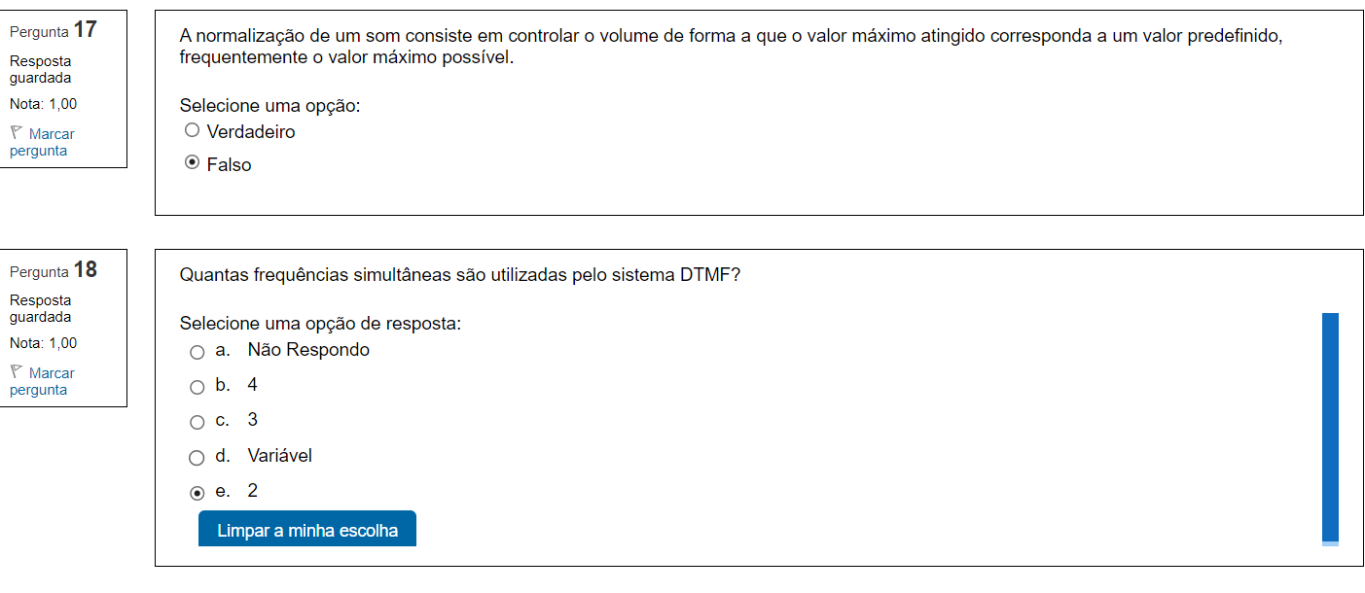 Pergunta 17
Resposta
guardada
Nota: 1,00
Marcar
pergunta
A normalização de um som consiste em controlar o volume de forma a que o valor máximo atingido corresponda a um valor predefinido,
frequentemente o valor máximo possível.
Selecione uma opção:
Verdadeiro
Falso
Pergunta 18
Resposta
guardada
Nota: 1,00
Marcar
pergunta
Quantas frequências simultâneas são utilizadas pelo sistema DTMF?
Selecione uma opção de resposta:
a. Não Respondo
b. 4
c. 3
d. Variável
e. 2
Limpar a minha escolha